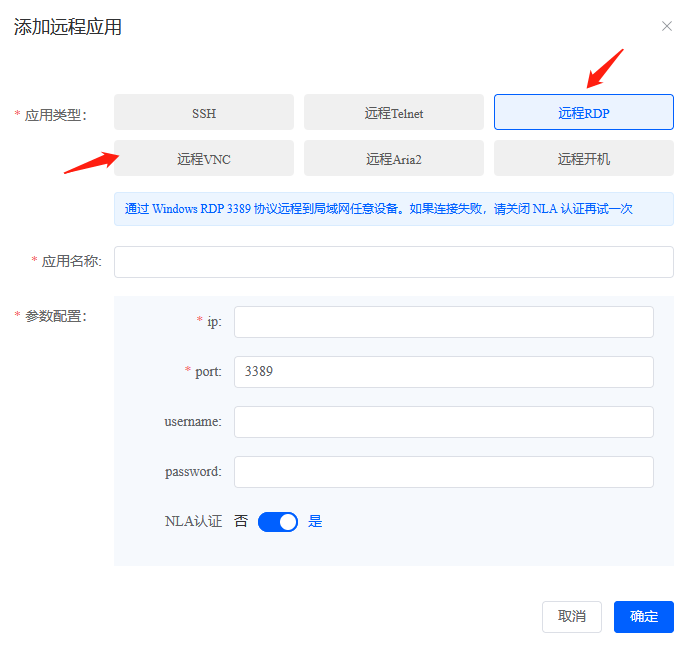 添加远程应用
* 应用类型:
SSH
远程Telnet
远程RDP
远程VNC
远程Aria2
远程开机
通过 Windows RDP 3389 协议远程到局域网任意设备。如果连接失败，请关闭 NLA 认证再试一次
* 应用名称:
* 参数配置:
* ip:
* port: 3389
username:
password:
NLA认证 否 是
取消
确定